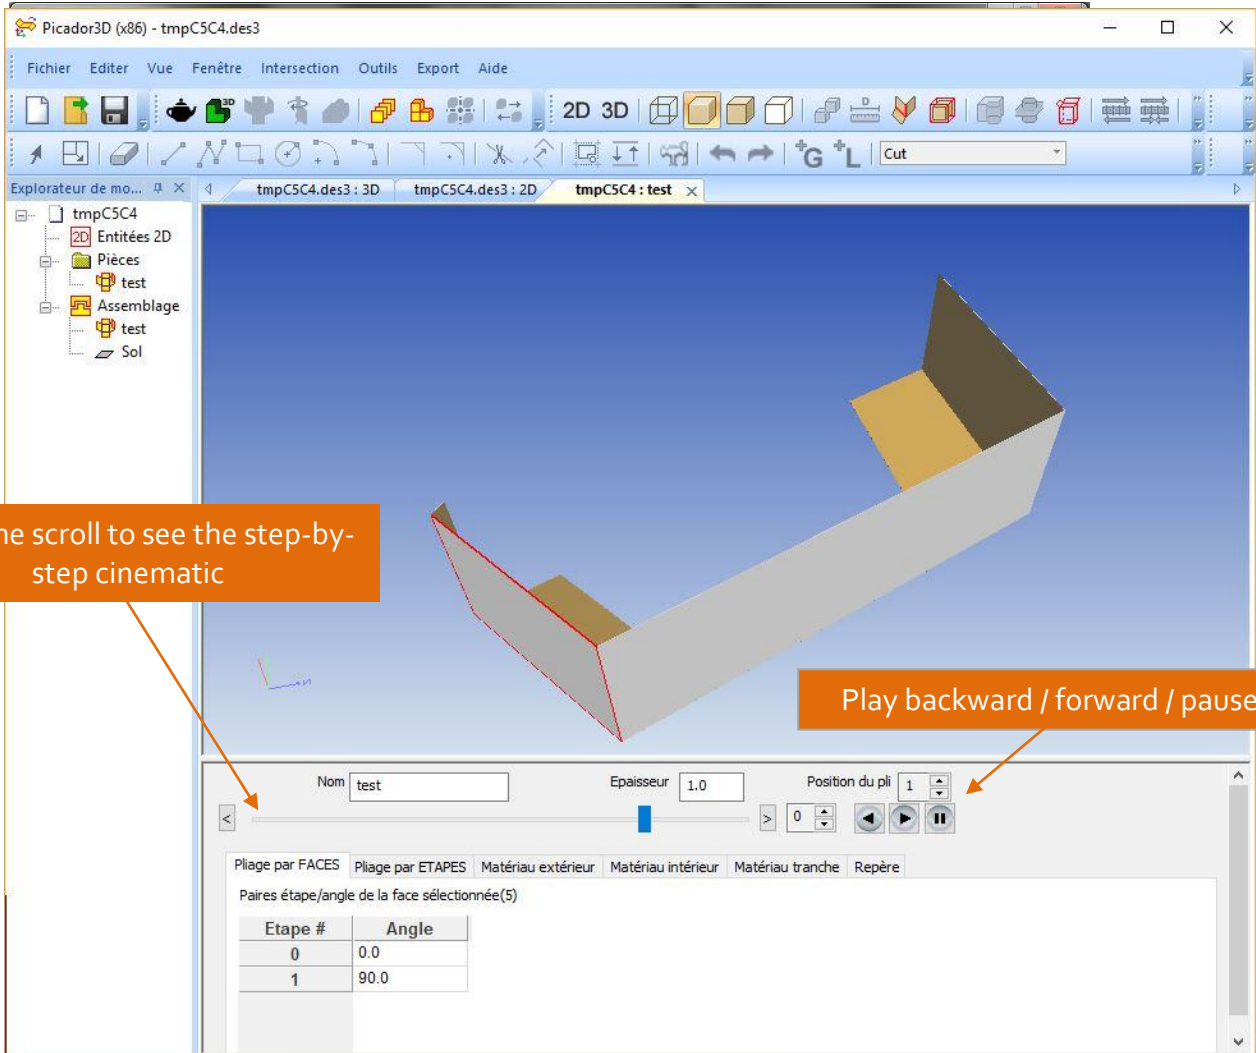 Picador3D (x86) - tmpC5C4.des3
Fichier Editer Vue Fenêtre Intersection Outils Export Aide
3D 2D 3D D
+G +L Cut
Explorateur de mo... tmpC5C4.des3 : 3D tmpC5C4.des3 : 2D tmpC5C4 : test
tmpC5C4
2D Entitées 2D
Pièces
test
Assemblage
test
Sol
scroll to see the step-by-
step cinematic
Play backward / forward / pause
Nom test Epaisseur 1.0 Position du pli 1
< > 0
Pliage par FACES Pliage par ETAPES Matériau extérieur Matériau intérieur Matériau tranche Repère
Paires étape/angle de la face sélectionnée(5)
Etape # Angle
0 0.0
1 90.0